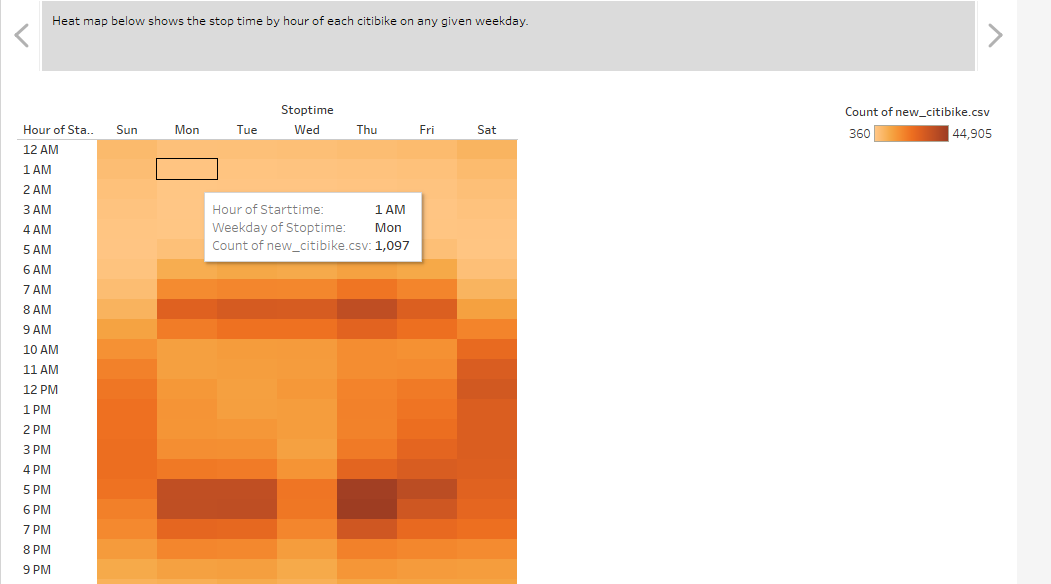 Heat map below shows the stop time by hour of each citibike on any given weekday.
Stoptime
Hour of Sta.. Sun Mon Tue Wed Thu Fri Sat
Count of new_citibike.csv
360 44,905
12 AM
1 AM
2 AM
3 AM
4 AM
5 AM
6 AM
7 AM
8 AM
9 AM
10 AM
11 AM
12 PM
1 PM
2 PM
3 PM
4 PM
5 PM
6 PM
7 PM
8 PM
9 PM
Hour of Starttime: 1 AM
Weekday of Stoptime: Mon
Count of new_citibike.csv: 1,097